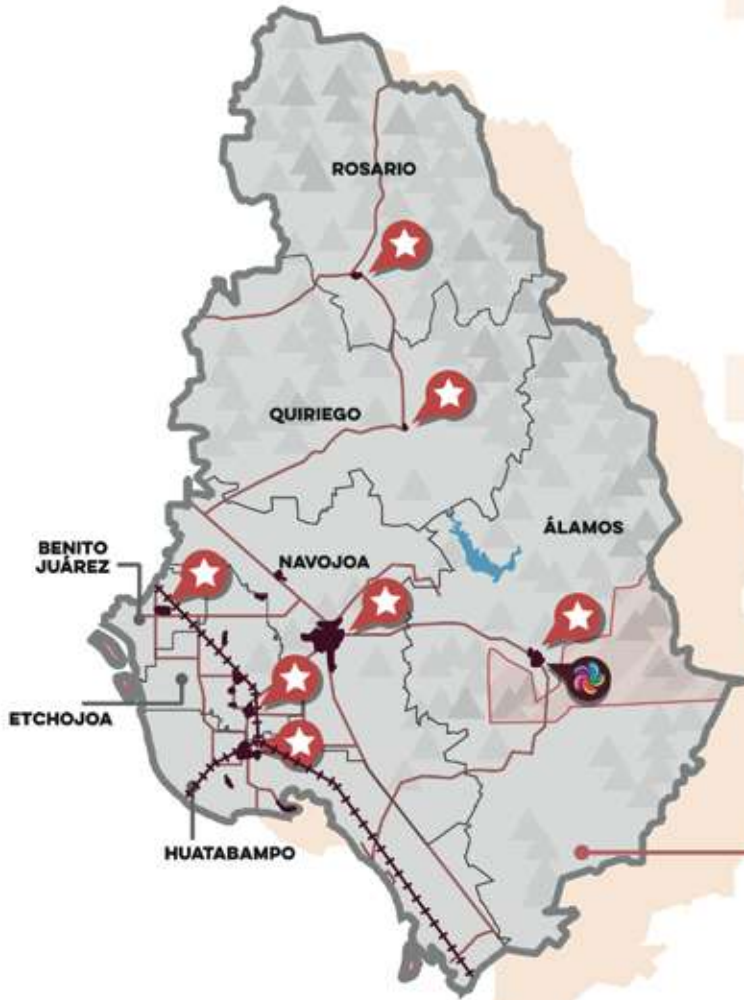 ROSARIO
QUIRIEGO
ÁLAMOS
BENITO
JUÁREZ
NAVOJOA
ETCHOJOA
HUATABAMPO